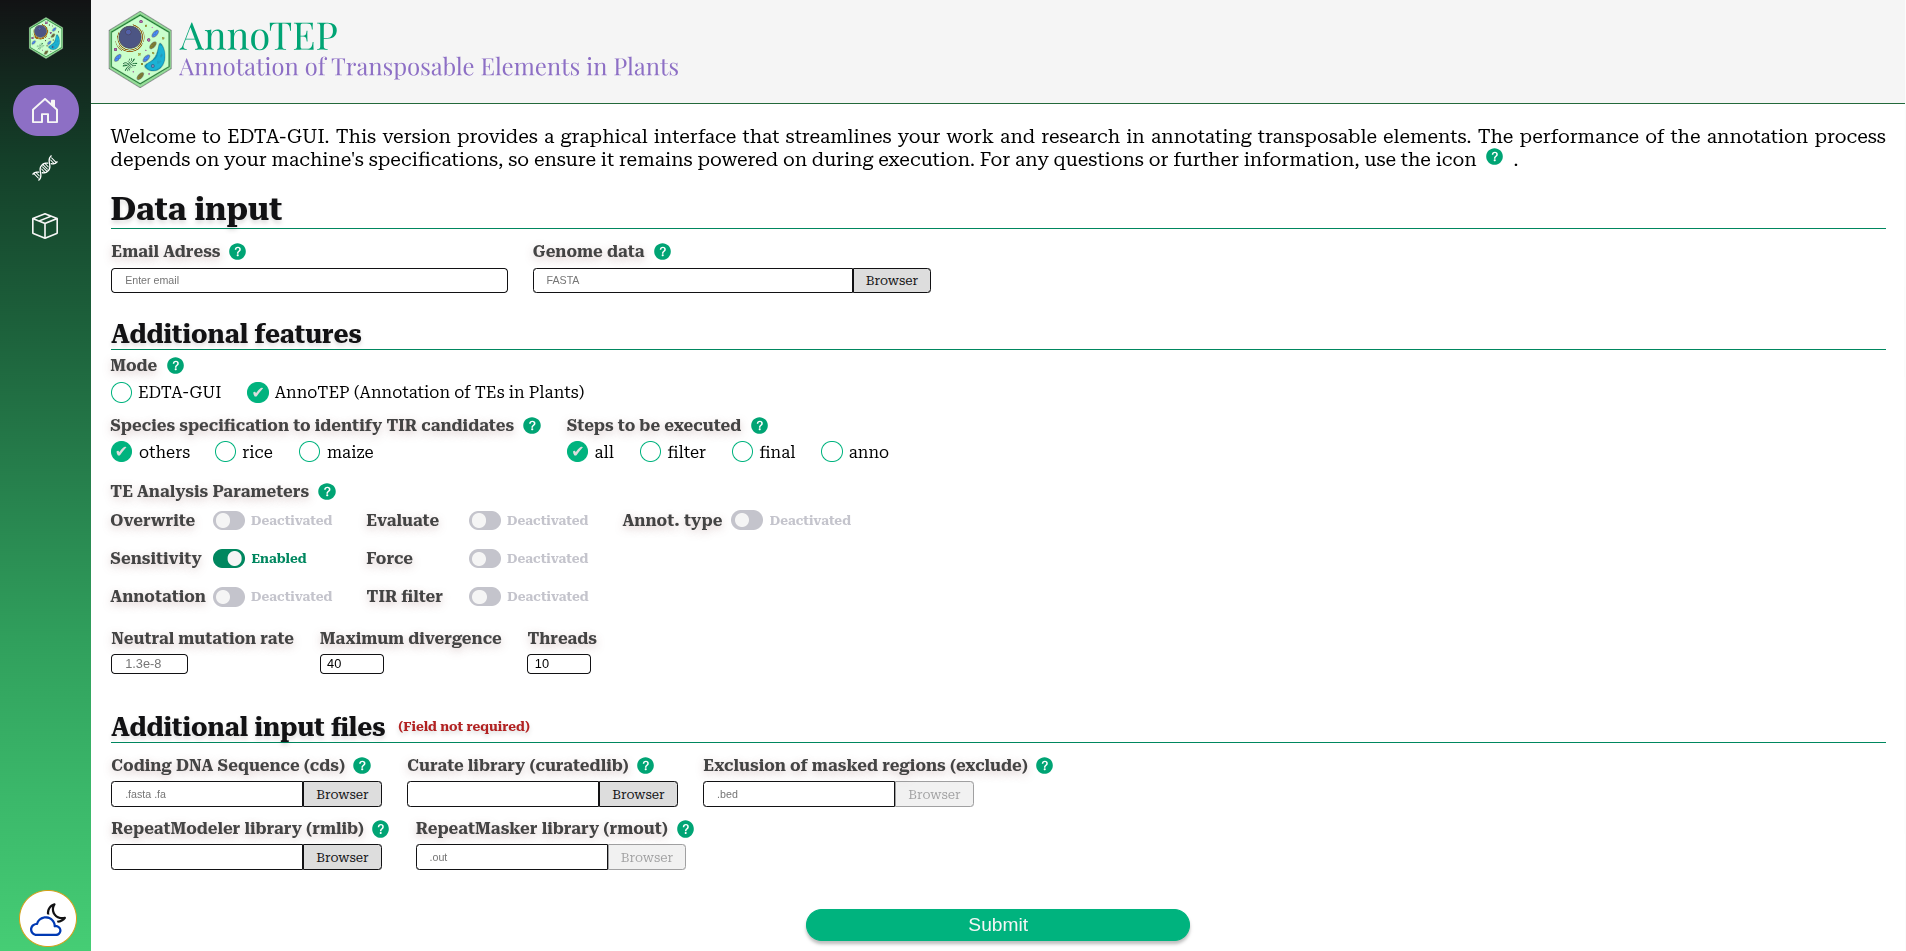 AnnoTEP
Annotation of Transposable Elements in Plants
Welcome to EDTA-GUI. This version provides a graphical interface that streamlines your work and research in annotating transposable elements. The performance of the annotation process
depends on your machine's specifications, so ensure it remains powered on during execution. For any questions or further information, use the icon ? .
Data input
Email Adress ? Genome data ?
Enter email FASTA Browser
Additional features
Mode ?
EDTA-GUI AnnoTEP (Annotation of TEs in Plants)
Species specification to identify TIR candidates ? Steps to be executed ?
others rice maize all filter final anno
TE Analysis Parameters ?
Overwrite Deactivated Evaluate Deactivated Annot. type Deactivated
Sensitivity Enabled Force Deactivated
Annotation Deactivated TIR filter Deactivated
Neutral mutation rate Maximum divergence Threads
1.3e-8 40 10
Additional input files (Field not required)
Coding DNA Sequence (cds) ? Curate library (curatedlib) ? Exclusion of masked regions (exclude) ?
.fasta .fa Browser Browser .bed Browser
RepeatModeler library (rmlib) ? RepeatMasker library (rmout) ?
Browser .out Browser
Submit